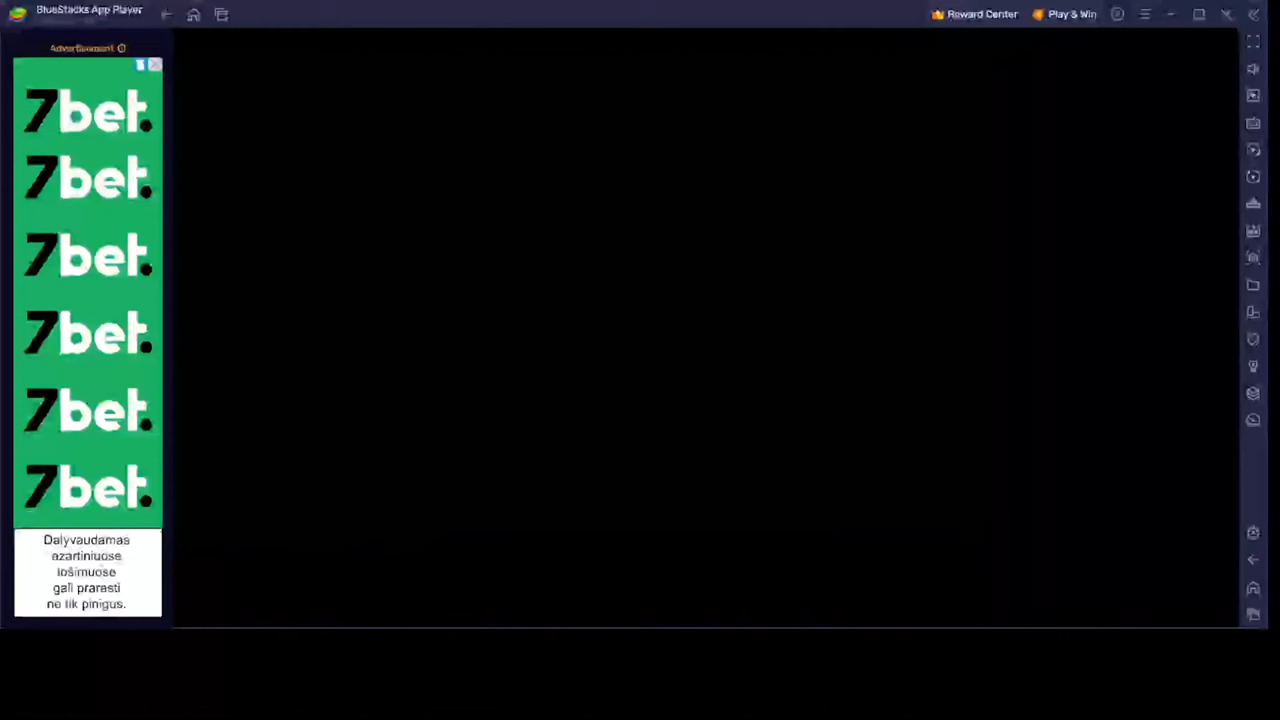 BlueStacks App Player
Reward Center
Play & Win
Advertisement
7bet.
7bet.
7bet.
7bet.
7bet.
7bet.
Dalyvaudamas
azartiniuose
lošimuose
gali prarasti
ne tik pinigus.